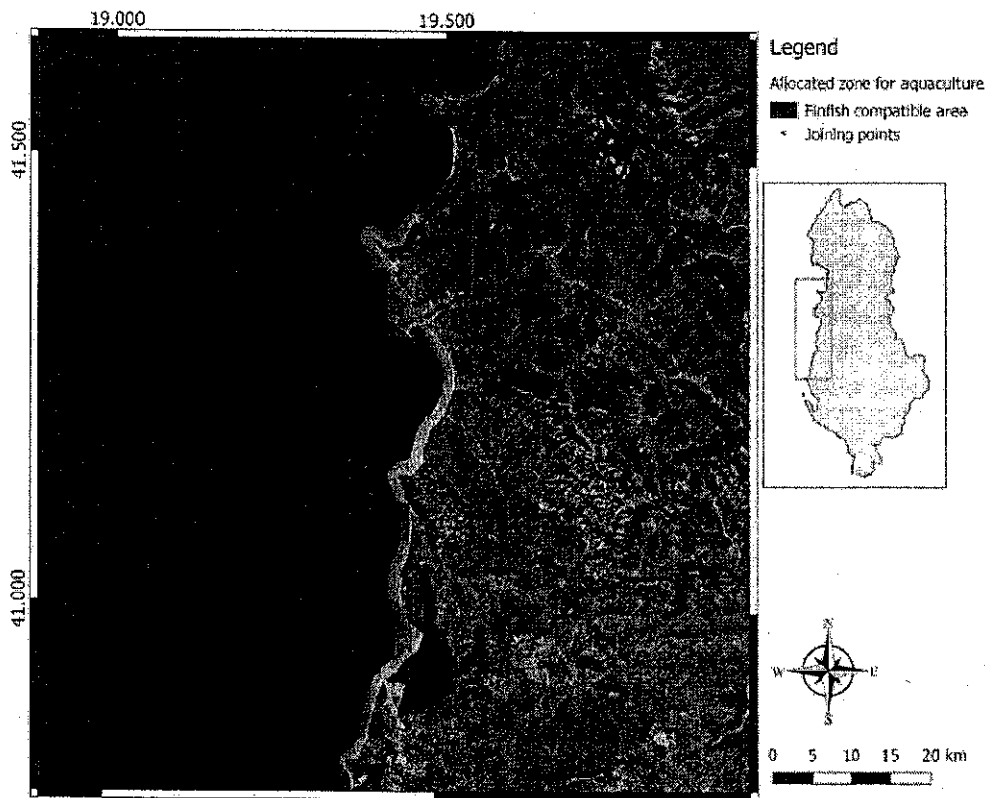 19.000 19.500
41.500
41.000
Legend
Allocated zone for aquaculture
Finfish compatible area
Joining points
N
W E
S
0 5 10 15 20 km